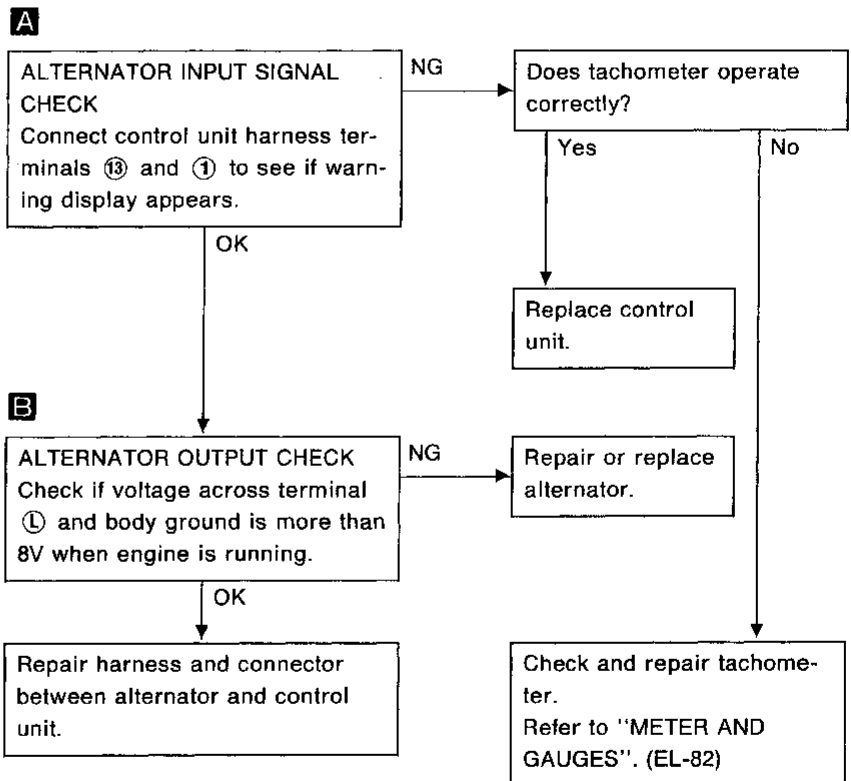 A
ALTERNATOR INPUT SIGNAL
CHECK
Connect control unit harness ter-
minals ⑬ and ① to see if warn-
ing display appears.
NG
Does tachometer operate
correctly?
Yes
No
OK
Replace control
unit.
B
ALTERNATOR OUTPUT CHECK
Check if voltage across terminal
Ⓛ and body ground is more than
8V when engine is running.
NG
Repair or replace
alternator.
OK
Repair harness and connector
between alternator and control
unit.
Check and repair tachome-
ter.
Refer to "METER AND
GAUGES". (EL-82)